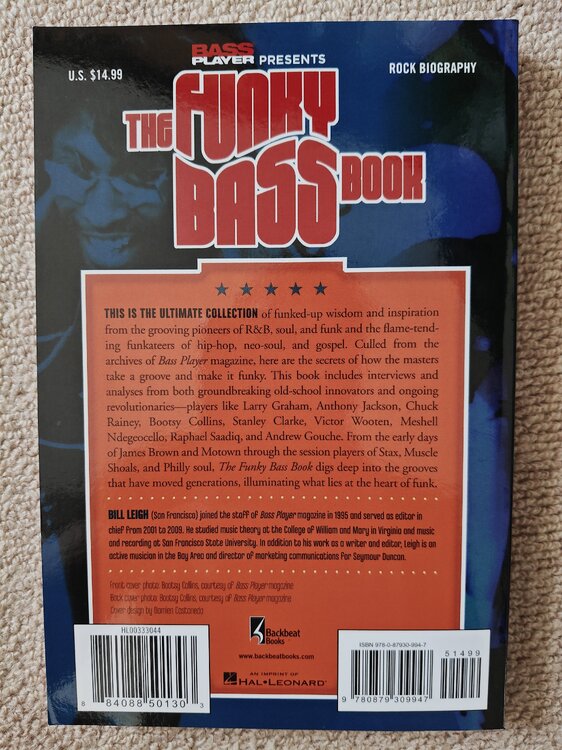 BASS
PLAYER PRESENTS
U.S. $14.99
ROCK BIOGRAPHY
THE FUNKY
BASS BOOK
THIS IS THE ULTIMATE COLLECTION of funked-up wisdom and inspiration
from the grooving pioneers of R&B, soul, and funk and the flame-tend-
ing funkateers of hip-hop, neo-soul, and gospel. Culled from the
archives of Bass Player magazine, here are the secrets of how the masters
take a groove and make it funky. This book includes interviews and
analyses from both groundbreaking old-school innovators and ongoing
revolutionaries—players like Larry Graham, Anthony Jackson, Chuck
Rainey, Bootsy Collins, Stanley Clarke, Victor Wooten, Meshell
Ndegeocello, Raphael Saadiq, and Andrew Gouche. From the early days
of James Brown and Motown through the session players of Stax, Muscle
Shoals, and Philly soul, The Funky Bass Book digs deep into the grooves
that have moved generations, illuminating what lies at the heart of funk.
BILL LEIGH (San Francisco) joined the staff of Bass Player magazine in 1995 and served as editor in
chief from 2001 to 2009. He studied music theory at the College of William and Mary in Virginia and music
and recording at San Francisco State University. In addition to his work as a writer and editor, Leigh is an
active musician in the Bay Area and director of marketing communications for Seymour Duncan.
Front cover photo: Bootsy Collins, courtesy of Bass Player magazine
Back cover photo: Bootsy Collins, courtesy of Bass Player magazine
Cover design by Damien Castaneda
Backbeat
Books
www.backbeatbooks.com
AN IMPRINT OF
HAL•LEONARD®
HL00333044
8 84088 50130 3
ISBN 978-0-87930-994-7
51499
9 780879 309947